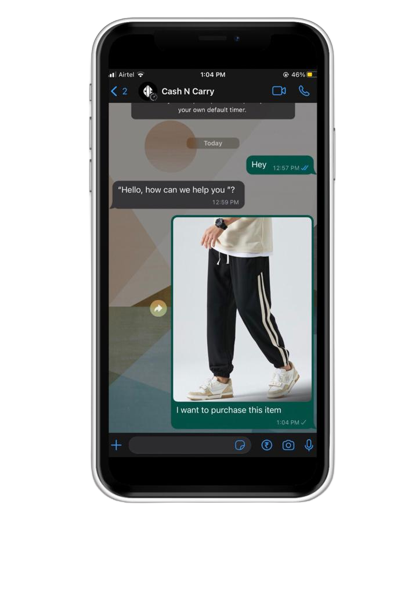 Airtel
1:04 PM
46%
2
Cash N Carry
your own default timer.
Today
Hey
12:57 PM
"Hello, how can we help you "?
12:59 PM
I want to purchase this item
1:04 PM
₹